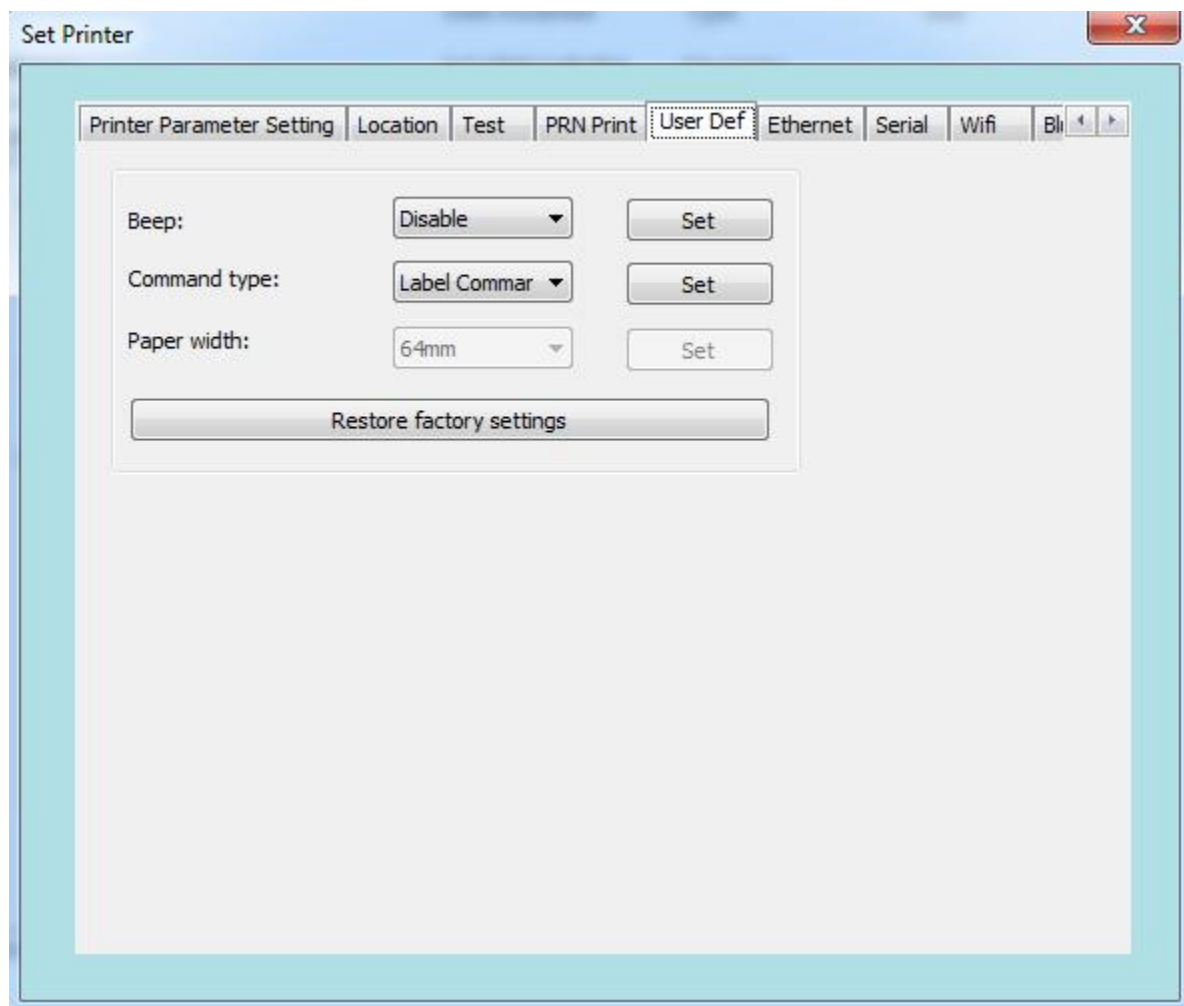 Set Printer
Printer Parameter Setting Location Test PRN Print User Def Ethernet Serial Wifi
Beep: Disable Set
Command type: Label Commar Set
Paper width: 64mm Set
Restore factory settings